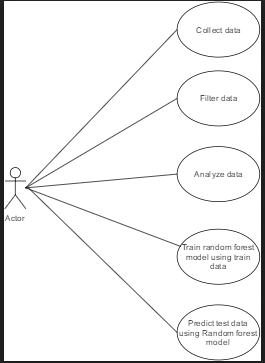 Collect data
Filter data
Analyze data
Actor
Train random forest
model using train
data
Predict test data
using Random forest
model